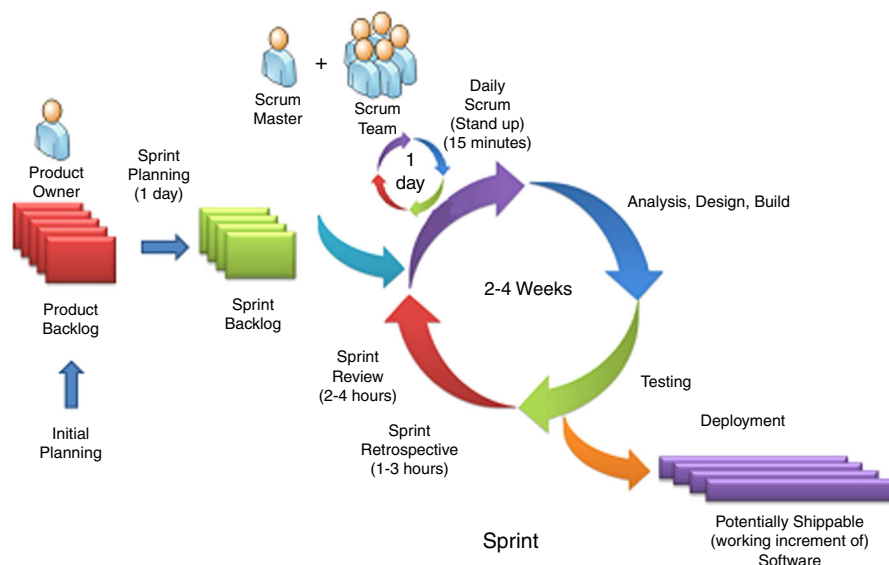 Scrum
Master
+
Scrum
Team
Daily
Scrum
(Stand up)
(15 minutes)
Product
Owner
Sprint
Planning
(1 day)
1
day
Analysis, Design, Build
2-4 Weeks
Product
Backlog
Sprint
Backlog
Sprint
Review
(2-4 hours)
Testing
Initial
Planning
Sprint
Retrospective
(1-3 hours)
Deployment
Sprint
Potentially Shippable
(working increment of)
Software